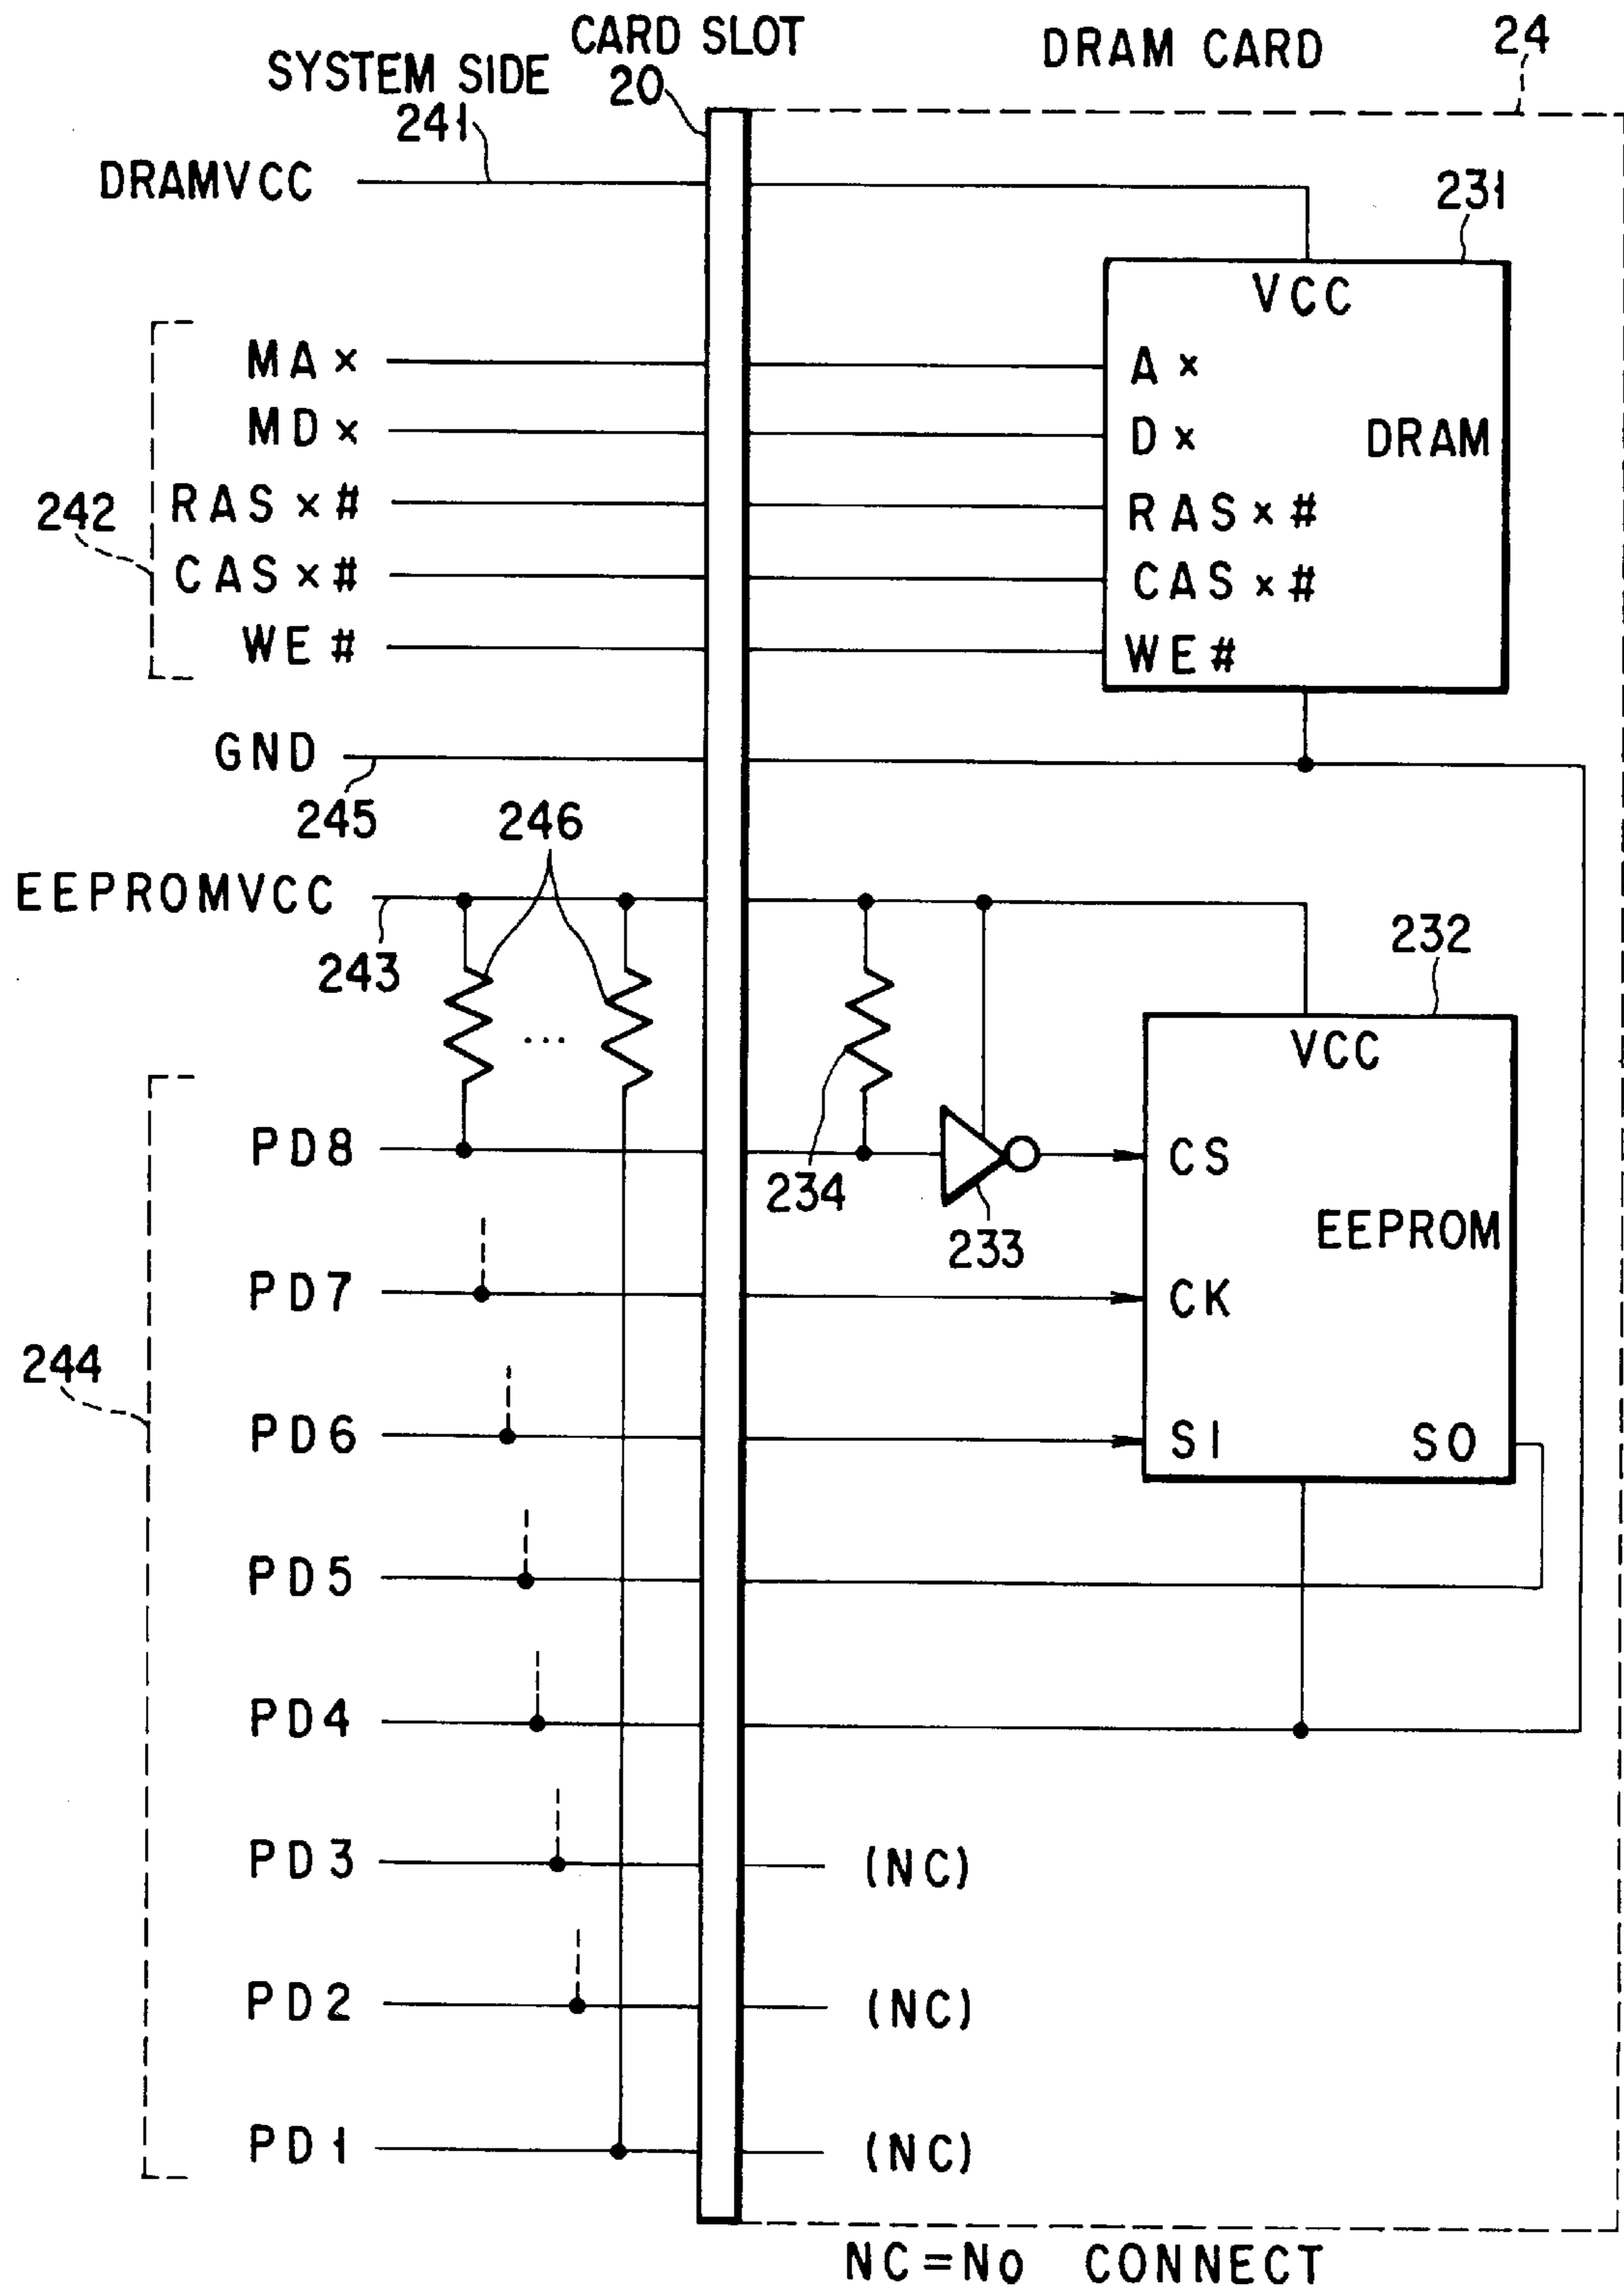 SYSTEM SIDE
CARD SLOT
20
DRAM CARD
24
241
DRAMVCC
231
VCC
MA×
A×
MD×
D×
DRAM
242
RAS×#
RAS×#
CAS×#
CAS×#
WE#
WE#
GND
245
246
EEPROMVCC
243
232
...
VCC
PD8
234
233
CS
EEPROM
PD7
CK
244
PD6
SI
SO
PD5
PD4
PD3
(NC)
PD2
(NC)
PD1
(NC)
NC=No CONNECT